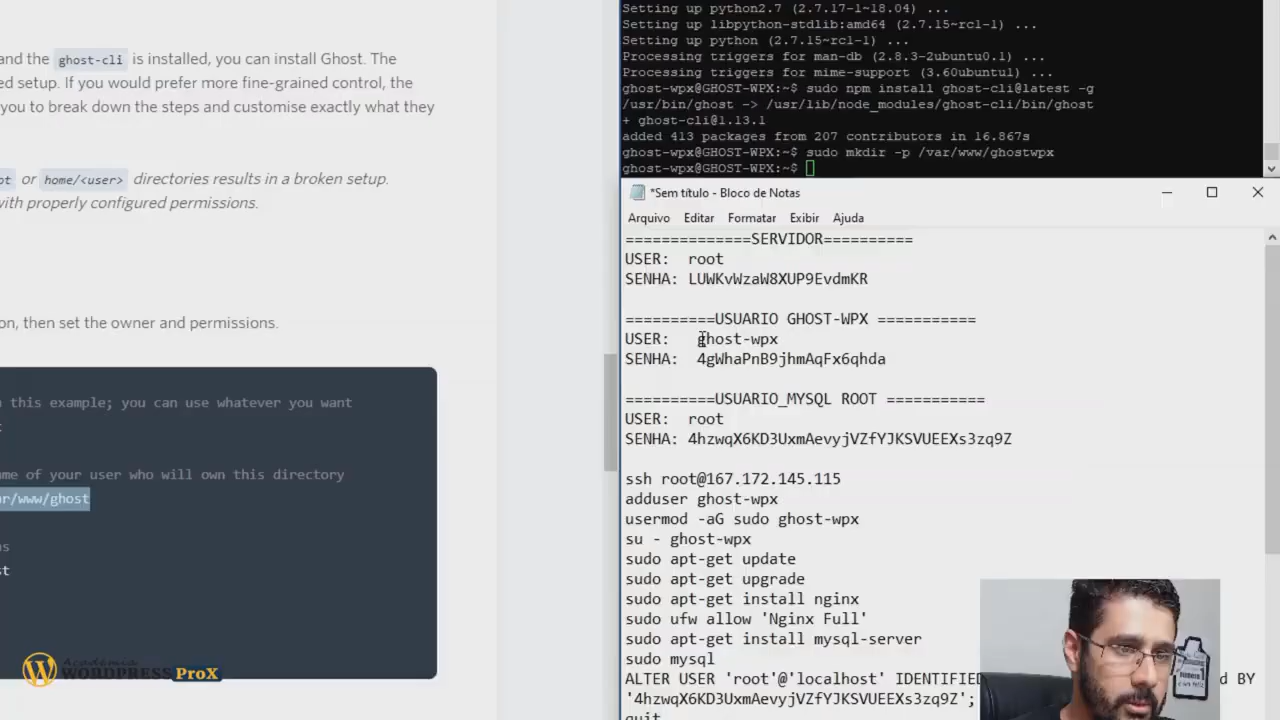 and the ghost-cli is installed, you can install Ghost. The
ed setup. If you would prefer more fine-grained control, the
you to break down the steps and customise exactly what they
ot or home/<user> directories results in a broken setup.
with properly configured permissions.
on, then set the owner and permissions.
this example; you can use whatever you want
t
me of your user who will own this directory
ar/www/ghost
ns
st
Academia
WORDPRESS ProX
Setting up python2.7 (2.7.17-1~18.04) ...
Setting up libpython-stdlib:amd64 (2.7.15~rc1-1) ...
Setting up python (2.7.15~rc1-1) ...
Processing triggers for man-db (2.8.3-2ubuntu0.1) ...
Processing triggers for mime-support (3.60ubuntu1) ...
ghost-wpx@GHOST-WPX:~$ sudo npm install ghost-cli@latest -g
/usr/bin/ghost -> /usr/lib/node_modules/ghost-cli/bin/ghost
+ ghost-cli@1.13.1
added 413 packages from 207 contributors in 16.867s
ghost-wpx@GHOST-WPX:~$ sudo mkdir -p /var/www/ghostwpx
ghost-wpx@GHOST-WPX:~$
*Sem título - Bloco de Notas
Arquivo Editar Formatar Exibir Ajuda
==============SERVIDOR==========
USER: root
SENHA: LUWKvWzaW8XUP9EvdmKR
==========USUARIO GHOST-WPX ===========
USER: ghost-wpx
SENHA: 4gWhaPnB9jhmAqFx6qhda
==========USUARIO_MYSQL ROOT ===========
USER: root
SENHA: 4hzwqX6KD3UxmAevyjVZfYJKSVUEEXs3zq9Z
ssh root@167.172.145.115
adduser ghost-wpx
usermod -aG sudo ghost-wpx
su - ghost-wpx
sudo apt-get update
sudo apt-get upgrade
sudo apt-get install nginx
sudo ufw allow 'Nginx Full'
sudo apt-get install mysql-server
sudo mysql
ALTER USER 'root'@'localhost' IDENTIFIED d BY
'4hzwqX6KD3UxmAevyjVZfYJKSVUEEXs3zq9Z';
quit